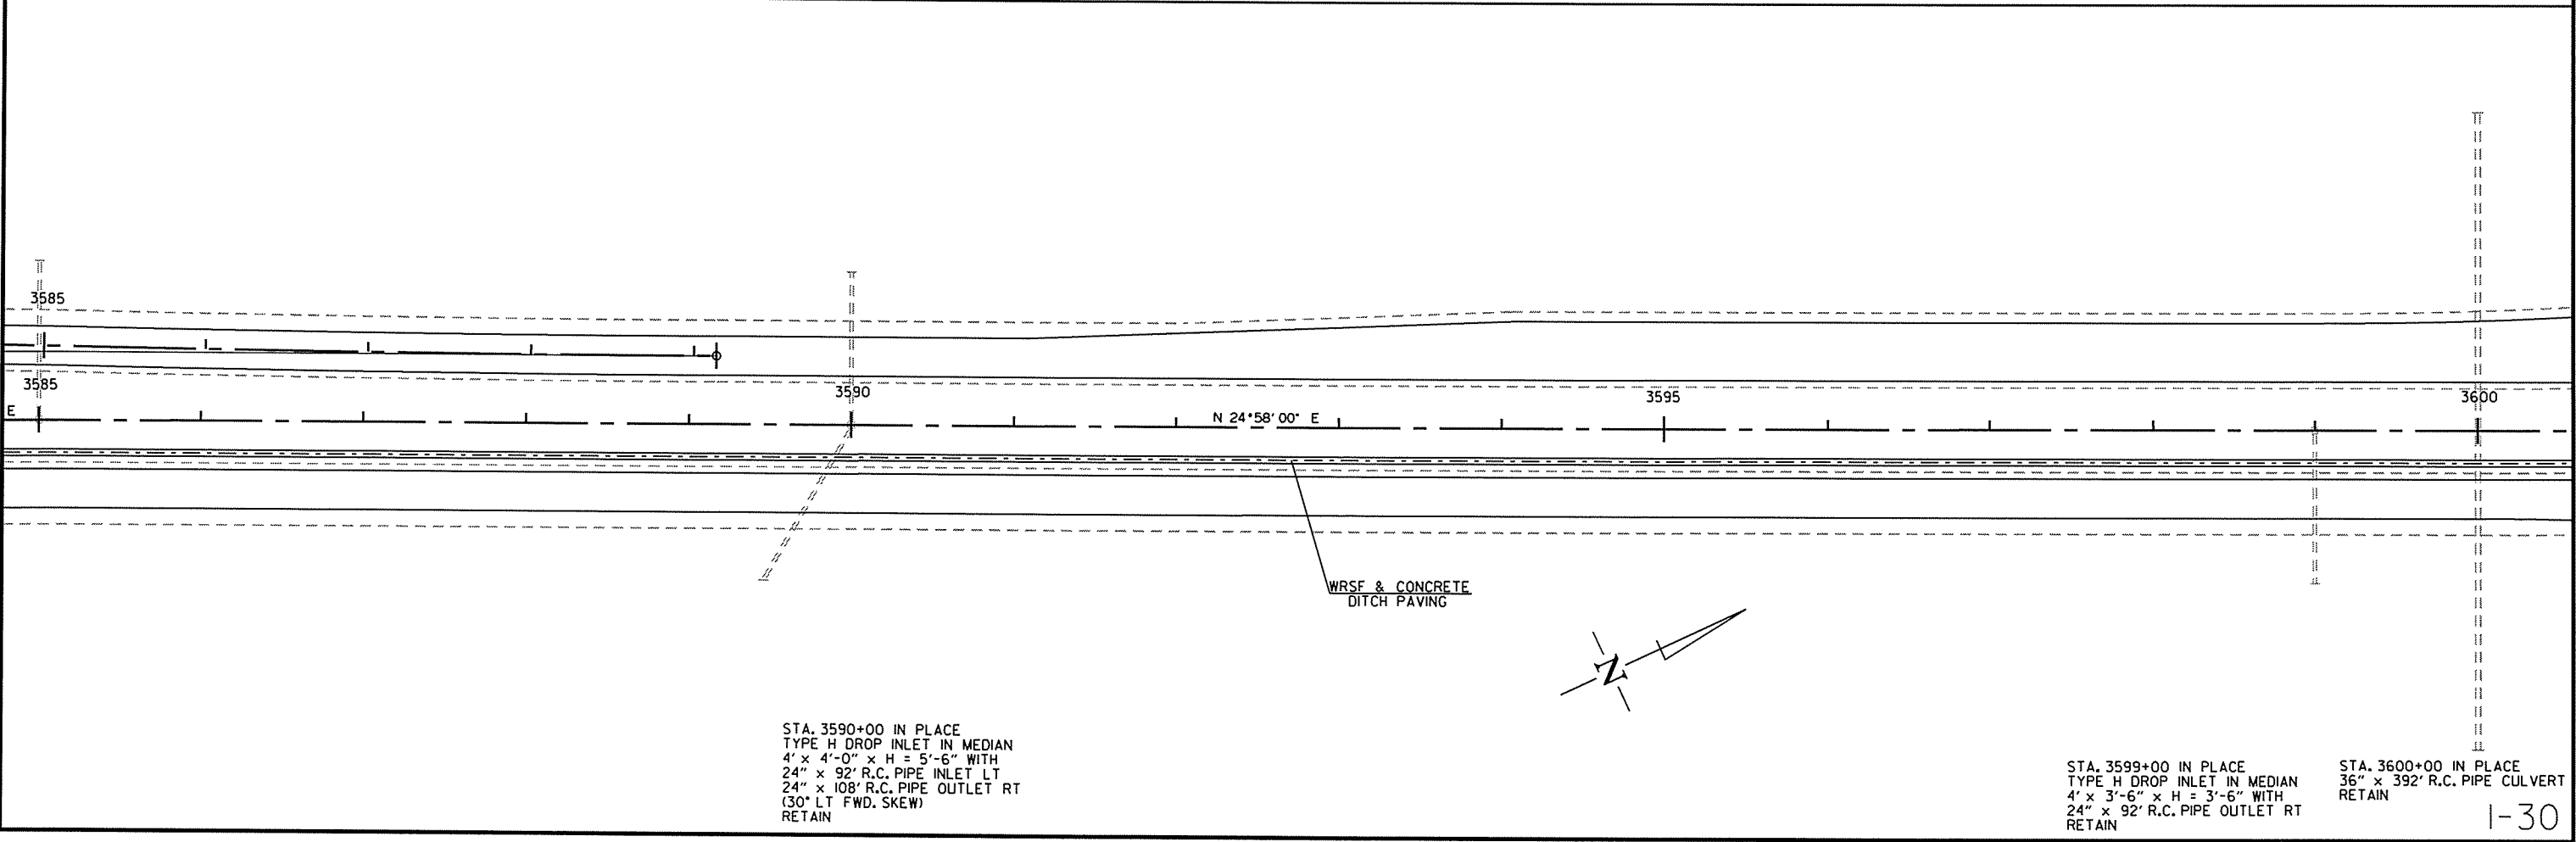 3585
3585
E
3590
N 24°58'00" E
3595
3600
WRSF & CONCRETE
DITCH PAVING
N
STA. 3590+00 IN PLACE
TYPE H DROP INLET IN MEDIAN
4' x 4'-0" x H = 5'-6" WITH
24" x 92' R.C. PIPE INLET LT
24" x 108' R.C. PIPE OUTLET RT
(30° LT FWD. SKEW)
RETAIN
STA. 3599+00 IN PLACE
TYPE H DROP INLET IN MEDIAN
4' x 3'-6" x H = 3'-6" WITH
24" x 92' R.C. PIPE OUTLET RT
RETAIN
STA. 3600+00 IN PLACE
36" x 392' R.C. PIPE CULVERT
RETAIN
I-30